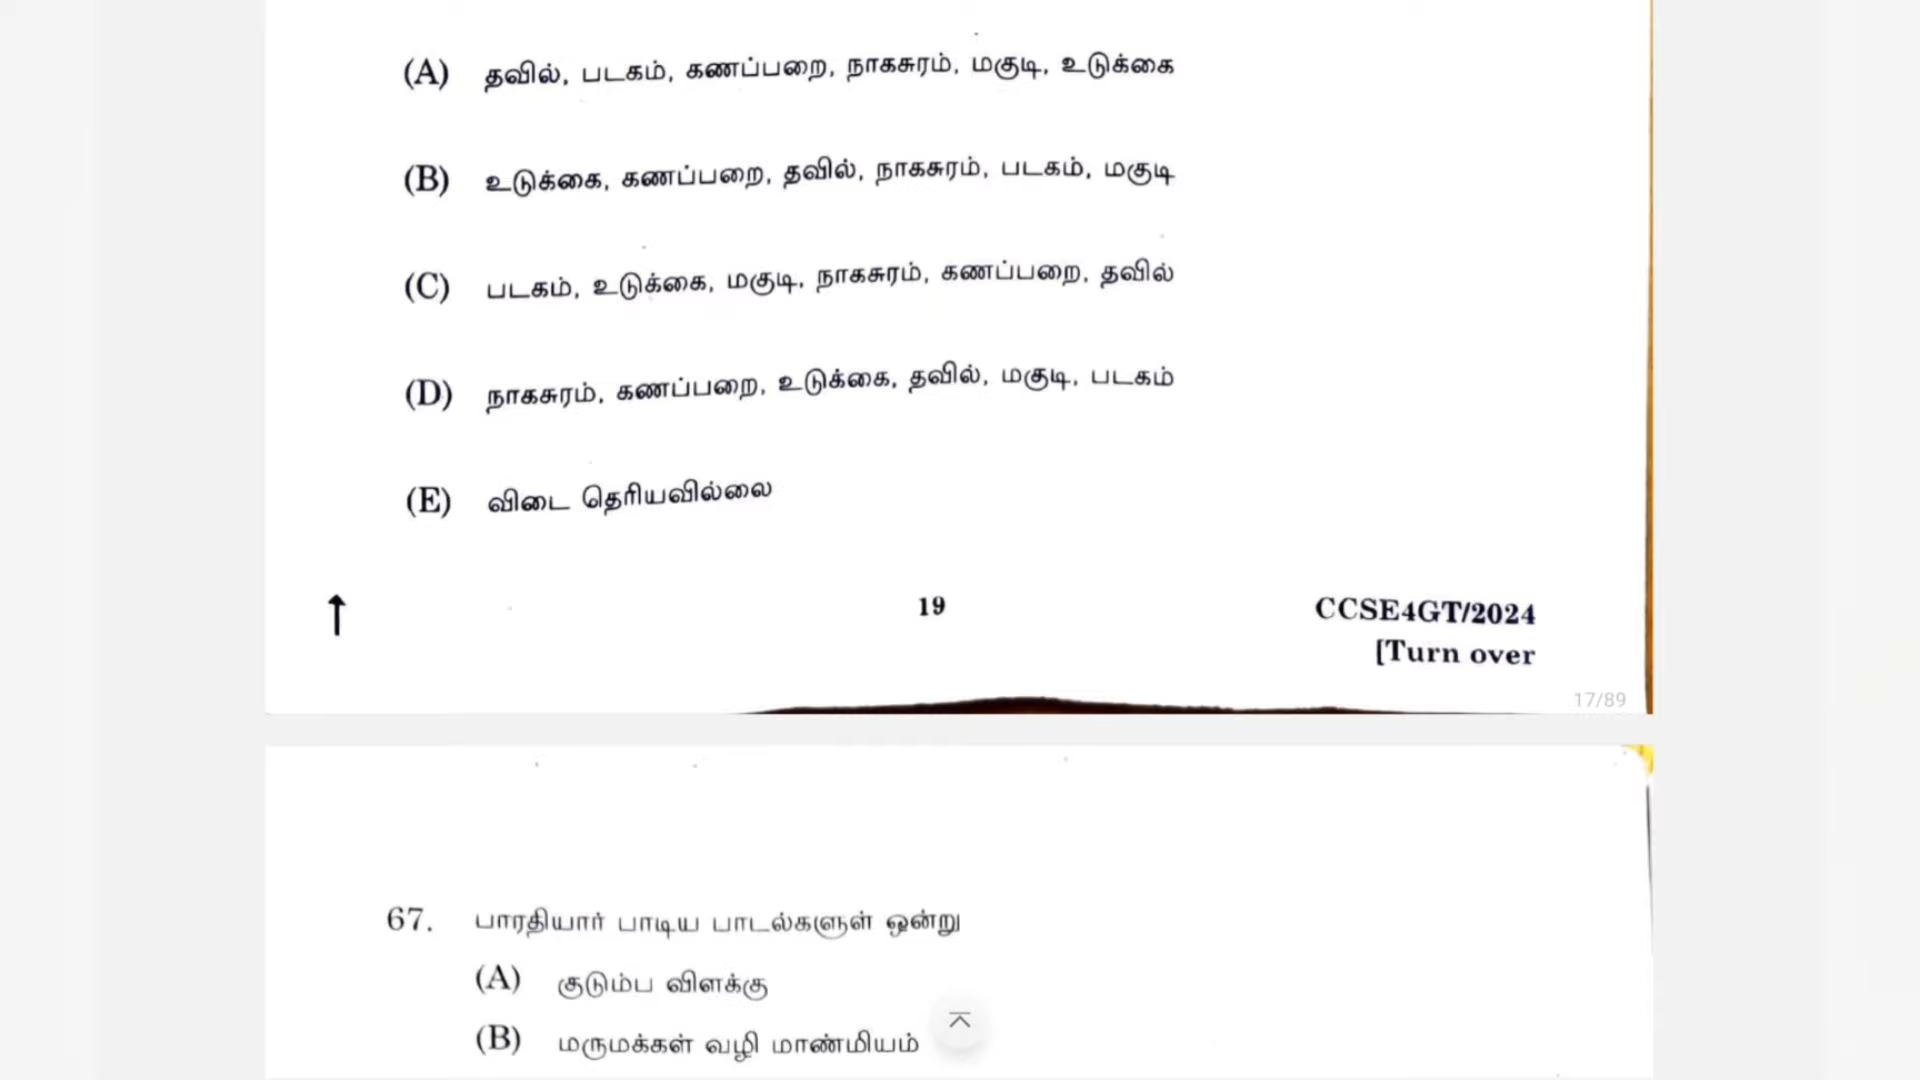 (A) தவில், படகம், கணப்பறை, நாகசுரம், மகுடி, உடுக்கை
(B) உடுக்கை, கணப்பறை, தவில், நாகசுரம், படகம், மகுடி
(C) படகம், உடுக்கை, மகுடி, நாகசுரம், கணப்பறை, தவில்
(D) நாகசுரம், கணப்பறை, உடுக்கை, தவில், மகுடி, படகம்
(E) விடை தெரியவில்லை
↑ 19 CCSE4GT/2024
[Turn over
17/89
67. பாரதியார் பாடிய பாடல்களுள் ஒன்று
(A) குடும்ப விளக்கு
(B) மருமக்கள் வழி மாண்மியம்